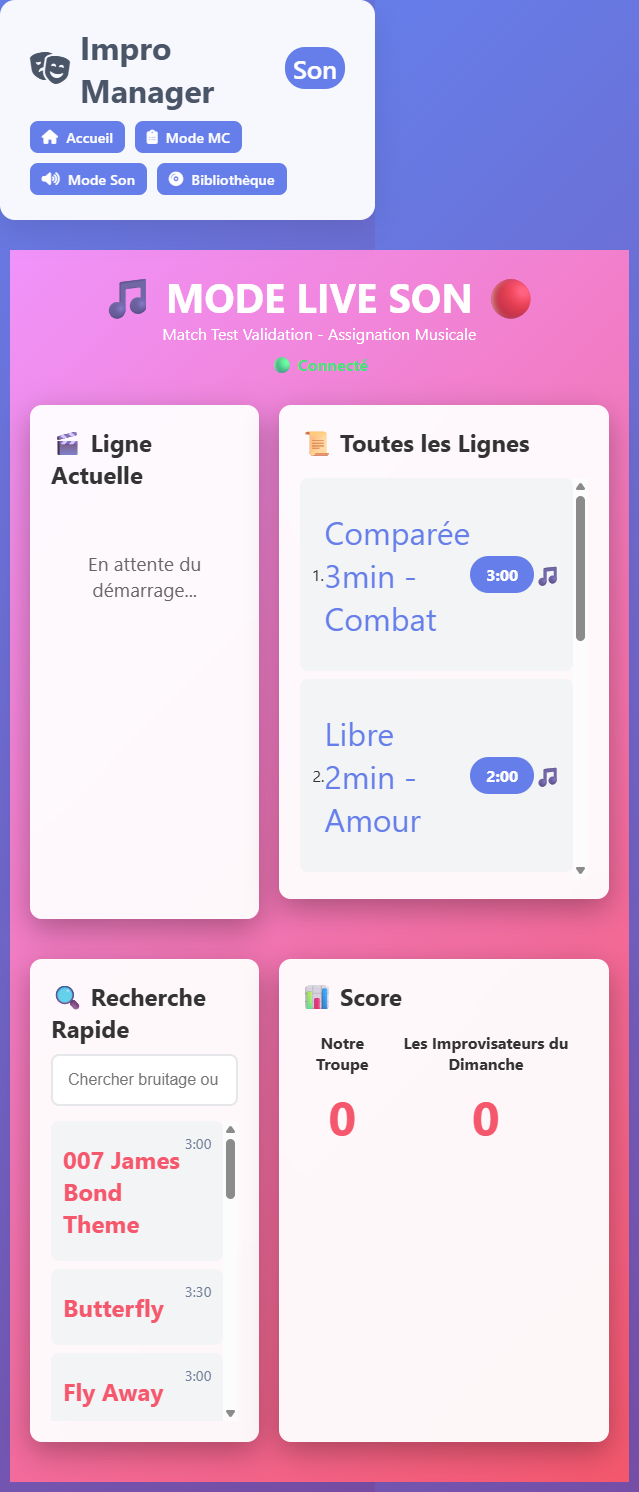 Impro
Manager
Son
Accueil
Mode MC
Mode Son
Bibliothèque
MODE LIVE SON
Match Test Validation - Assignation Musicale
Connecté
Ligne
Actuelle
En attente du
démarrage...
Toutes les Lignes
1.
Comparée
3min -
Combat
3:00
2.
Libre
2min -
Amour
2:00
Recherche
Rapide
Chercher bruitage ou
3:00
007 James
Bond
Theme
3:30
Butterfly
3:00
Fly Away
Score
Notre
Troupe
0
Les Improvisateurs du
Dimanche
0